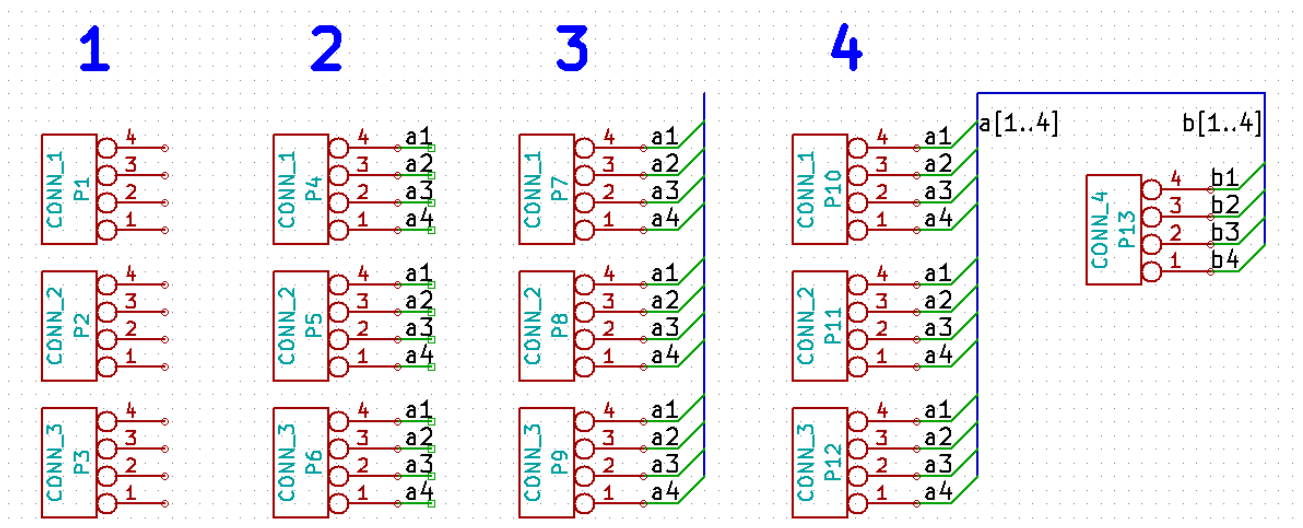 1 2 3 4
a[1..4] b[1..4]
CONN_1
P1
4
3
2
1
CONN_1
P4
4 a1
3 a2
2 a3
1 a4
CONN_1
P7
4 a1
3 a2
2 a3
1 a4
CONN_1
P10
4 a1
3 a2
2 a3
1 a4
CONN_4
P13
4 b1
3 b2
2 b3
1 b4
CONN_2
P2
4
3
2
1
CONN_2
P5
4 a1
3 a2
2 a3
1 a4
CONN_2
P8
4 a1
3 a2
2 a3
1 a4
CONN_2
P11
4 a1
3 a2
2 a3
1 a4
CONN_3
P3
4
3
2
1
CONN_3
P6
4 a1
3 a2
2 a3
1 a4
CONN_3
P9
4 a1
3 a2
2 a3
1 a4
CONN_3
P12
4 a1
3 a2
2 a3
1 a4